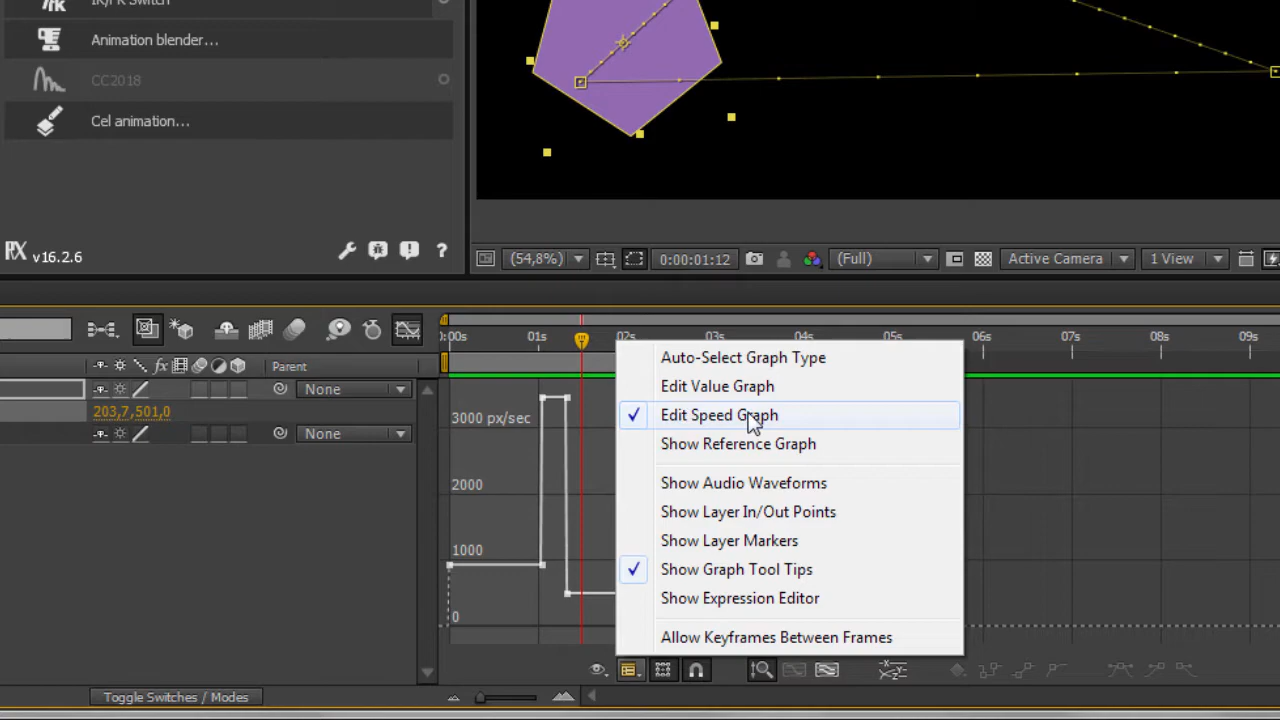 IK/FK Switch
Animation blender...
CC2018
Cel animation...
v16.2.6
?
(54,8%)
0:00:01:12
(Full)
Active Camera
1 View
:00s
01s
02s
03s
04s
05s
06s
07s
08s
09s
fx
Parent
None
203,7,501,0
None
3000 px/sec
2000
1000
0
Auto-Select Graph Type
Edit Value Graph
Edit Speed Graph
Show Reference Graph
Show Audio Waveforms
Show Layer In/Out Points
Show Layer Markers
Show Graph Tool Tips
Show Expression Editor
Allow Keyframes Between Frames
Toggle Switches / Modes